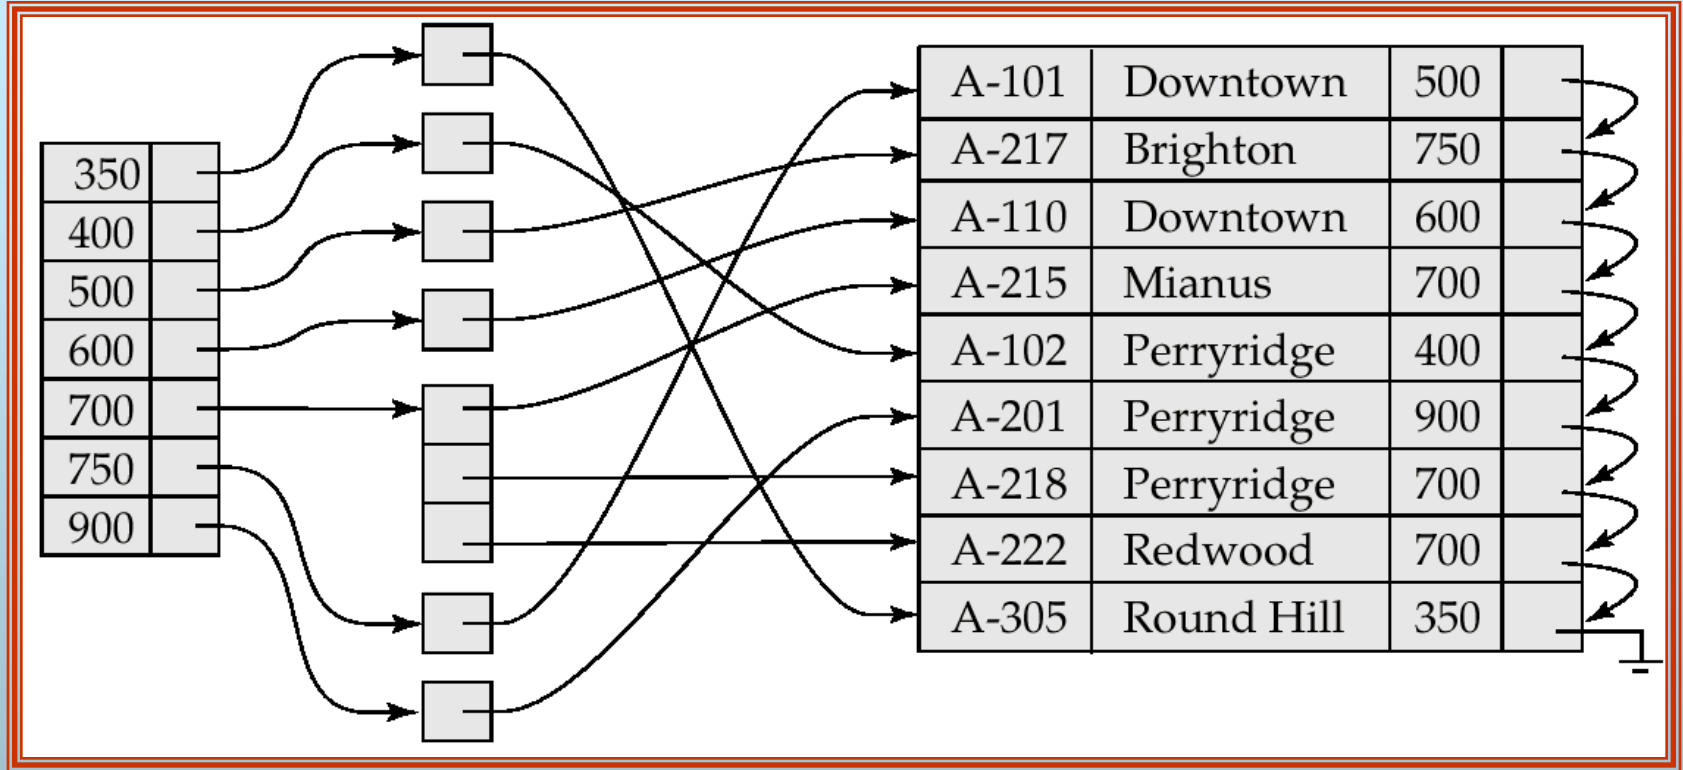 350
400
500
600
700
750
900
A-101 Downtown 500
A-217 Brighton 750
A-110 Downtown 600
A-215 Mianus 700
A-102 Perryridge 400
A-201 Perryridge 900
A-218 Perryridge 700
A-222 Redwood 700
A-305 Round Hill 350